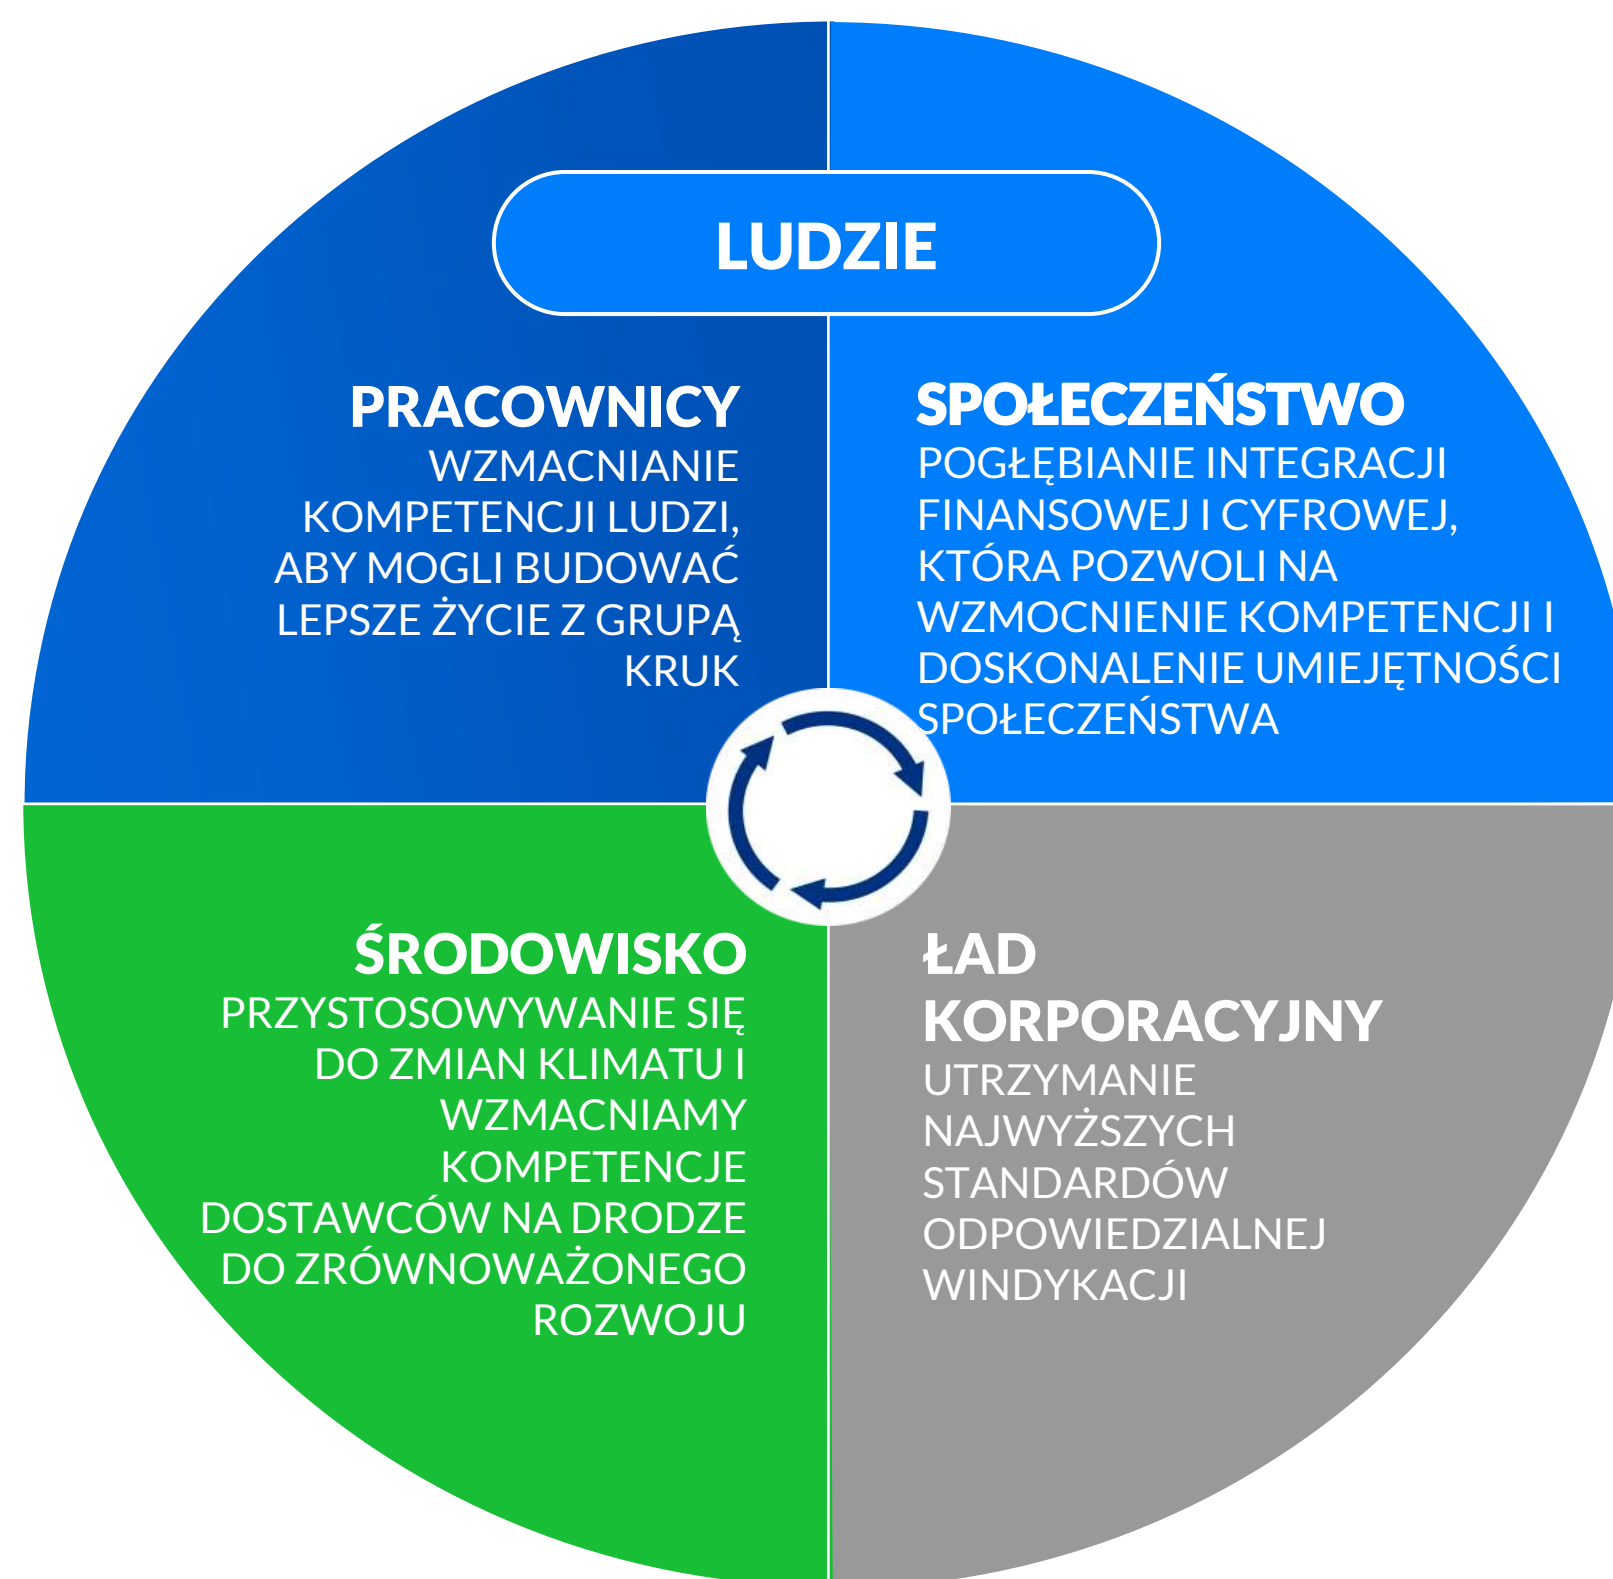 LUDZIE
PRACOWNICY
WZMACNIANIE
KOMPETENCJI LUDZI,
ABY MOGLI BUDOWAĆ
LEPSZE ŻYCIE Z GRUPĄ
KRUK
SPOŁECZEŃSTWO
POGŁĘBIANIE INTEGRACJI
FINANSOWEJ I CYFROWEJ,
KTÓRA POZWOLI NA
WZMOCNIENIE KOMPETENCJI I
DOSKONALENIE UMIEJĘTNOŚCI
SPOŁECZEŃSTWA
ŚRODOWISKO
PRZYSTOSOWYWANIE SIĘ
DO ZMIAN KLIMATU I
WZMACNIAMY
KOMPETENCJE
DOSTAWCÓW NA DRODZE
DO ZRÓWNOWAŻONEGO
ROZWOJU
ŁAD
KORPORACYJNY
UTRZYMANIE
NAJWYŻSZYCH
STANDARDÓW
ODPOWIEDZIALNEJ
WINDYKACJI